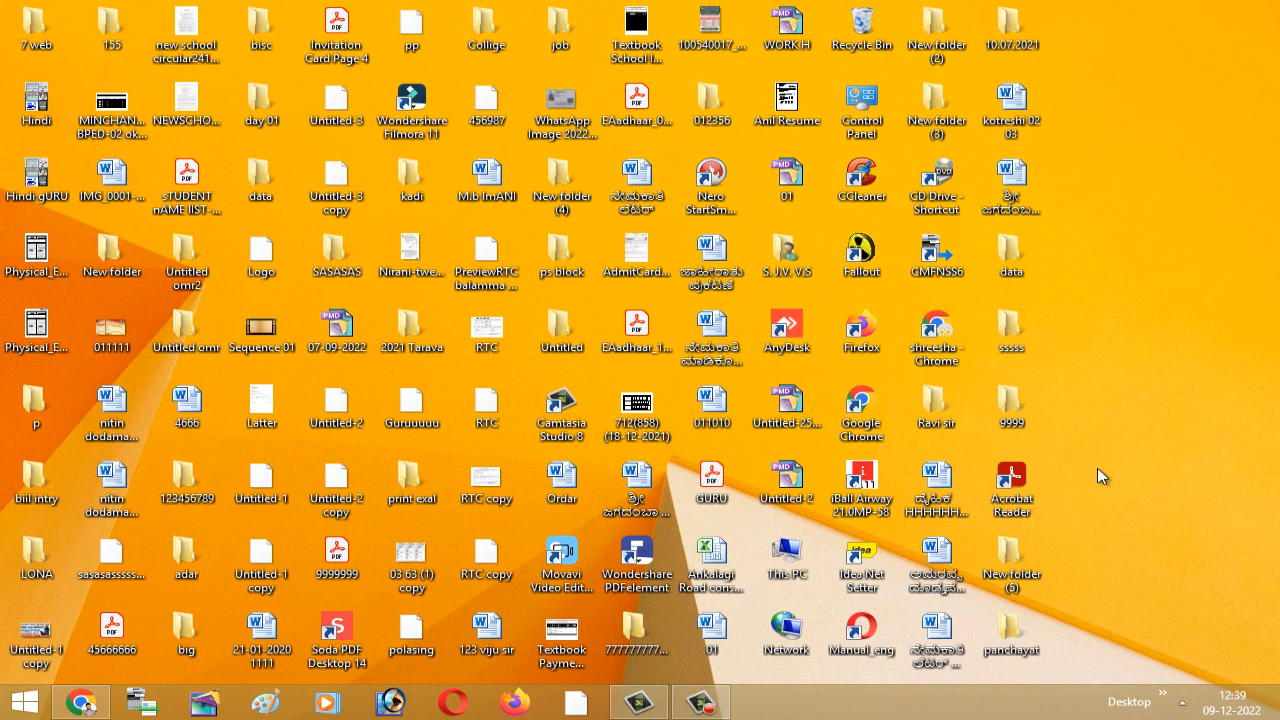 7 web
155
new school
circular241...
bisc
Invitation
Card Page 4
pp
Collige
job
Textbook
School I...
100540017_...
WORK H
Recycle Bin
New folder
(2)
10.07.2021
Hindi
MINCHAN...
BPED-02 ok...
NEWSCHO...
day 01
Untitled-3
Wondershare
Filmora 11
456987
WhatsApp
Image 2022...
EAadhaar_0...
012356
Anil Resume
Control
Panel
New folder
(3)
kotreshi 02
03
Hindi gURU
IMG_0001-...
sTUDENT
nAME lIST-...
data
Untitled-3
copy
kadi
M.b ImANI
New folder
(4)
ನೇಮಕಾತಿ
ಲೆಟರ್
Nero
StartSm...
01
CCleaner
CD Drive -
Shortcut
ಶ್ರೀ
ಜಗದಂಬ...
Physical_E...
New folder
Untitled
omr2
Logo
SASASAS
Nirani-twe...
PreviewRTC
balamma ...
ps block
AdmitCard...
ಜಾಹೀರಾತು
ಪ್ರಕಟಣೆ
S. J.V. V.S
Fallout
CMFNSS6
data
Physical_E...
011111
Untitled omr
Sequence 01
07-09-2022
2021 Tarava
RTC
Untitled
EAadhaar_1...
ನೇಮಕಾತಿ
ಮಾಡಿಕೂ...
AnyDesk
Firefox
shreesha -
Chrome
sssss
p
nitin
dodama...
4666
Latter
Untitled-2
Guruuuuu
RTC
Camtasia
Studio 8
712(858)
(18-12-2021)
011010
Untitled-25...
Google
Chrome
Ravi sir
9999
biil intry
nitin
dodama...
123456789
Untitled-1
Untitled-2
copy
print exal
RTC copy
Ordar
ಶ್ರೀ
ಜಗದಂಬಾ ...
GURU
Untitled-2
iBall Airway
21.0MP-58
HHHHHH...
Acrobat
Reader
LONA
sasasasssss...
adar
Untitled-1
copy
9999999
03 63 (1)
copy
RTC copy
Movavi
Video Edit...
Wondershare
PDFelement
Ankalagi
Road cons...
This PC
Idea Net
Setter
New folder
(5)
Untitled-1
copy
45666666
big
21-01-2020
1111
Soda PDF
Desktop 14
polasing
123 viju sir
Textbook
Payme...
777777777...
01
Network
Manual_eng
ನೇಮಕಾತಿ
ಲೆಟರ್ ...
panchayat
Desktop
12:39
09-12-2022